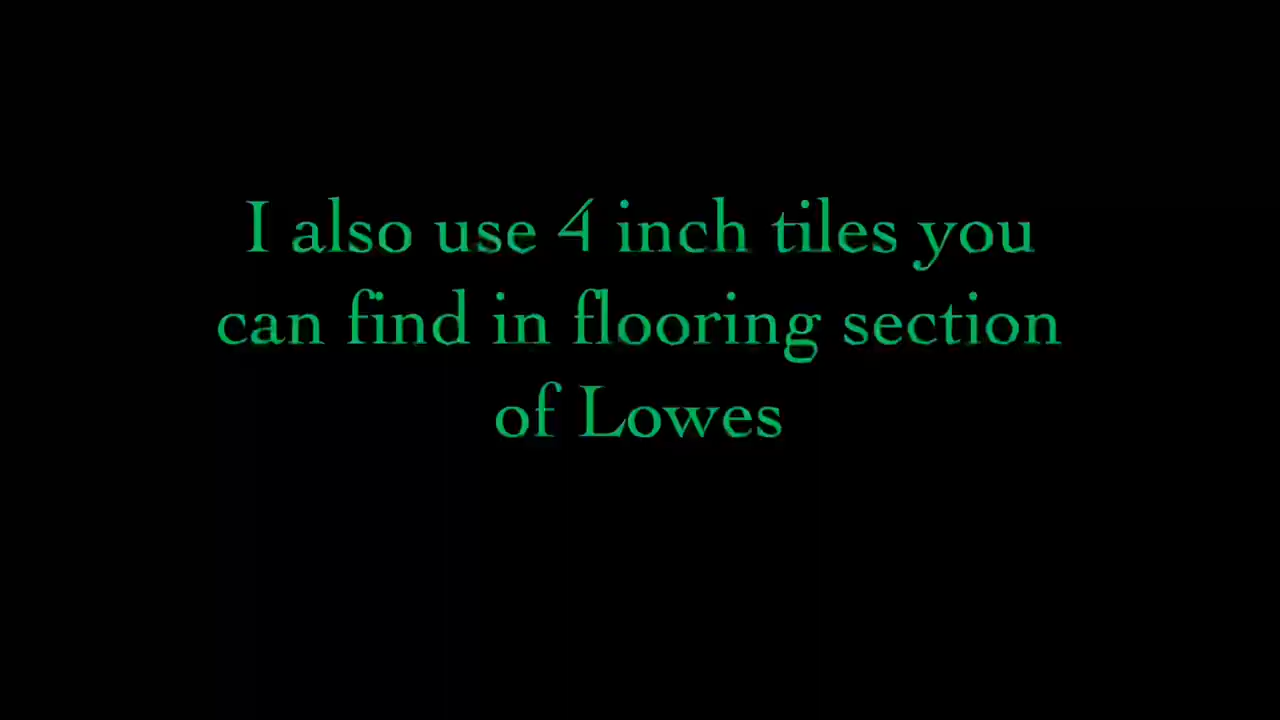 I also use 4 inch tiles you
can find in flooring section
of Lowes